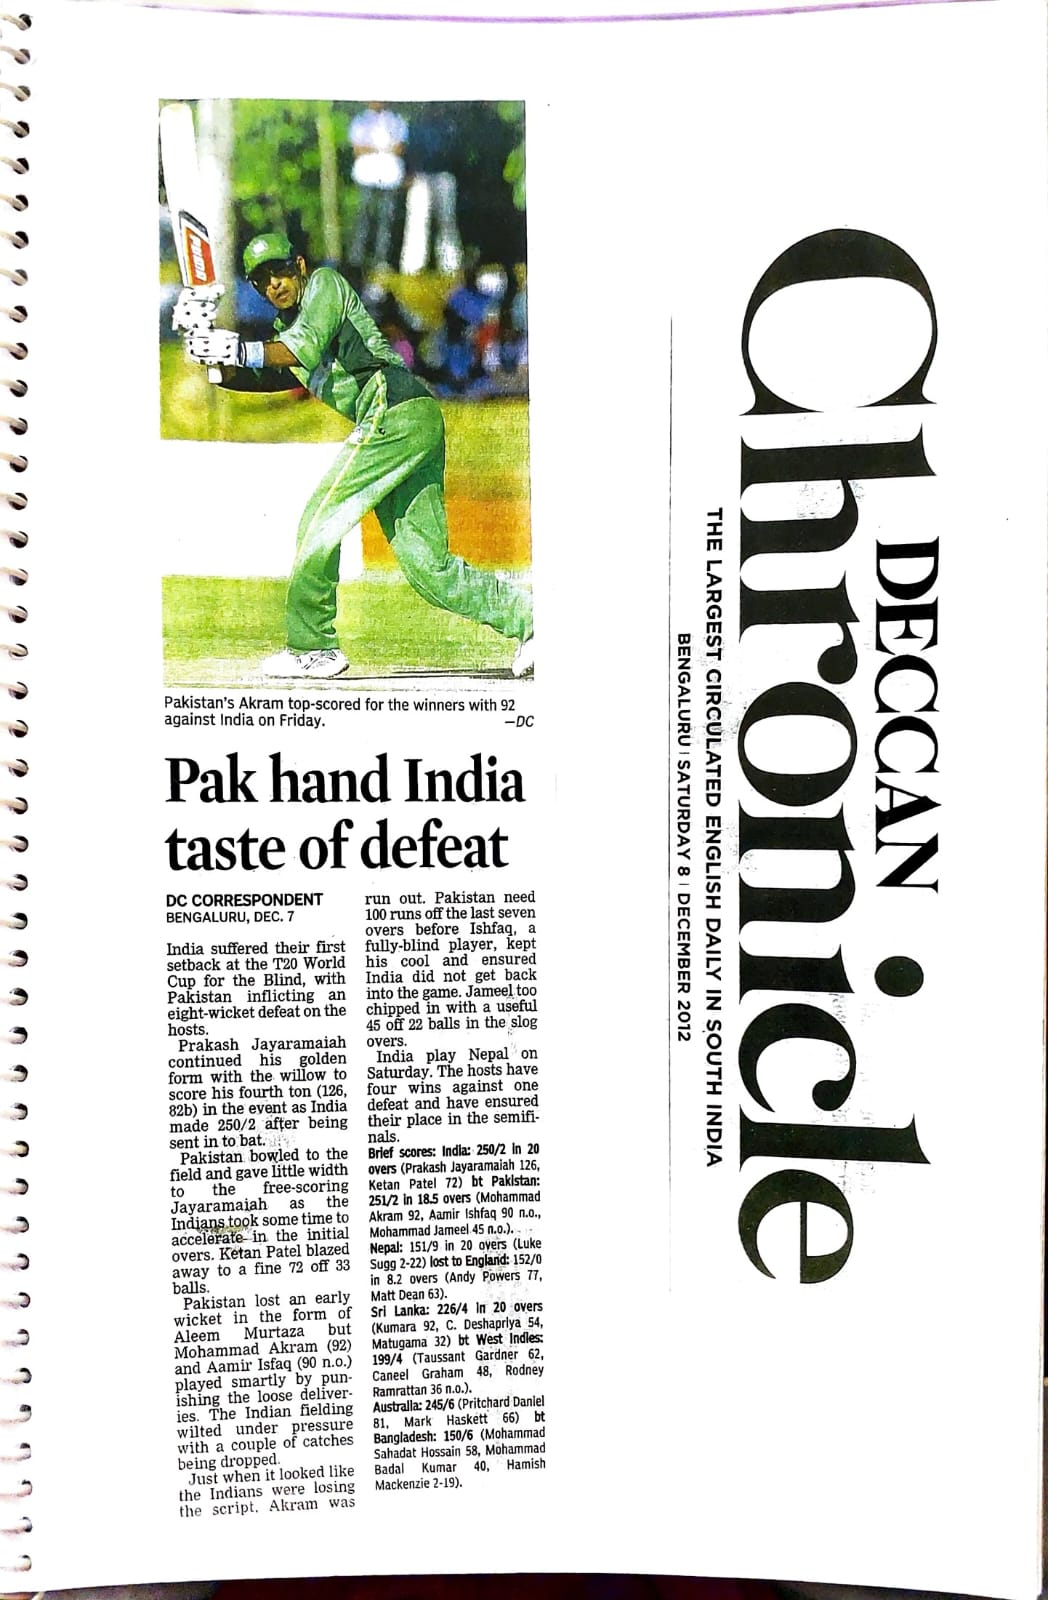 Pakistan's Akram top-scored for the winners with 92
against India on Friday. —DC
Pak hand India
taste of defeat
DC CORRESPONDENT
BENGALURU, DEC. 7
India suffered their first
setback at the T20 World
Cup for the Blind, with
Pakistan inflicting an
eight-wicket defeat on the
hosts.
Prakash Jayaramaiah
continued his golden
form with the willow to
score his fourth ton (126,
82b) in the event as India
made 250/2 after being
sent in to bat.
Pakistan bowled to the
field and gave little width
to the free-scoring
Jayaramaiah as the
Indians took some time to
accelerate in the initial
overs. Ketan Patel blazed
away to a fine 72 off 33
balls.
Pakistan lost an early
wicket in the form of
Aleem Murtaza but
Mohammad Akram (92)
and Aamir Isfaq (90 n.o.)
played smartly by pun-
ishing the loose deliver-
ies. The Indian fielding
wilted under pressure
with a couple of catches
being dropped.
Just when it looked like
the Indians were losing
the script, Akram was
run out. Pakistan need
100 runs off the last seven
overs before Ishfaq, a
fully-blind player, kept
his cool and ensured
India did not get back
into the game. Jameel too
chipped in with a useful
45 off 22 balls in the slog
overs.
India play Nepal on
Saturday. The hosts have
four wins against one
defeat and have ensured
their place in the semifi-
nals.
Brief scores: India: 250/2 in 20
overs (Prakash Jayaramaiah 126,
Ketan Patel 72) bt Pakistan:
251/2 in 18.5 overs (Mohammad
Akram 92, Aamir Ishfaq 90 n.o.,
Mohammad Jameel 45 n.o.).
Nepal: 151/9 in 20 overs (Luke
Sugg 2-22) lost to England: 152/0
in 8.2 overs (Andy Powers 77,
Matt Dean 63).
Sri Lanka: 226/4 in 20 overs
(Kumara 92, C. Deshapriya 54,
Matugama 32) bt West Indies:
199/4 (Taussant Gardner 62,
Caneel Graham 48, Rodney
Ramrattan 36 n.o.).
Australia: 245/6 (Pritchard Daniel
81, Mark Haskett 66) bt
Bangladesh: 150/6 (Mohammad
Sahadat Hossain 58, Mohammad
Badal Kumar 40, Hamish
Mackenzie 2-19).
DECCAN
Chronicle
THE LARGEST CIRCULATED ENGLISH DAILY IN SOUTH INDIA
BENGALURU | SATURDAY 8 | DECEMBER 2012